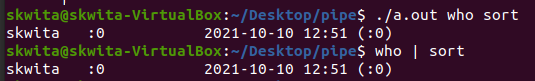 skwita@skwita-VirtualBox:~/Desktop/pipe$ ./a.out who sort
skwita   :0           2021-10-10 12:51 (:0)
skwita@skwita-VirtualBox:~/Desktop/pipe$ who | sort
skwita   :0           2021-10-10 12:51 (:0)